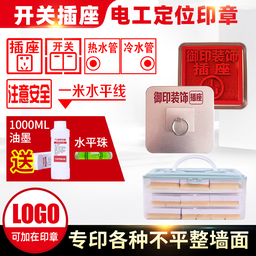 开关插座 电工定位印章
插座 开关 热水管 冷水管
注意安全 一米水平线
御印装饰
插座
御印装饰 插座
1000ML
油墨
送
水平珠
LOGO
可加在印章
专印各种不平整墙面